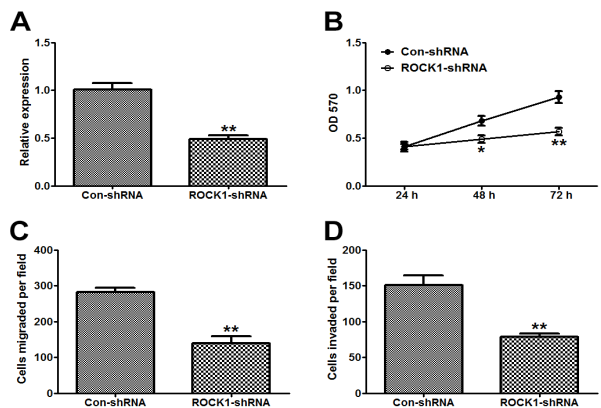 A
Relative expression
1.5
1.0
0.5
0.0
**
Con-shRNA
ROCK1-shRNA
B
OD 570
1.5
1.0
0.5
0.0
Con-shRNA
ROCK1-shRNA
*
**
24 h
48 h
72 h
C
Cells migraded per field
400
300
200
100
0
**
Con-shRNA
ROCK1-shRNA
D
Cells invaded per field
200
150
100
50
0
**
Con-shRNA
ROCK1-shRNA